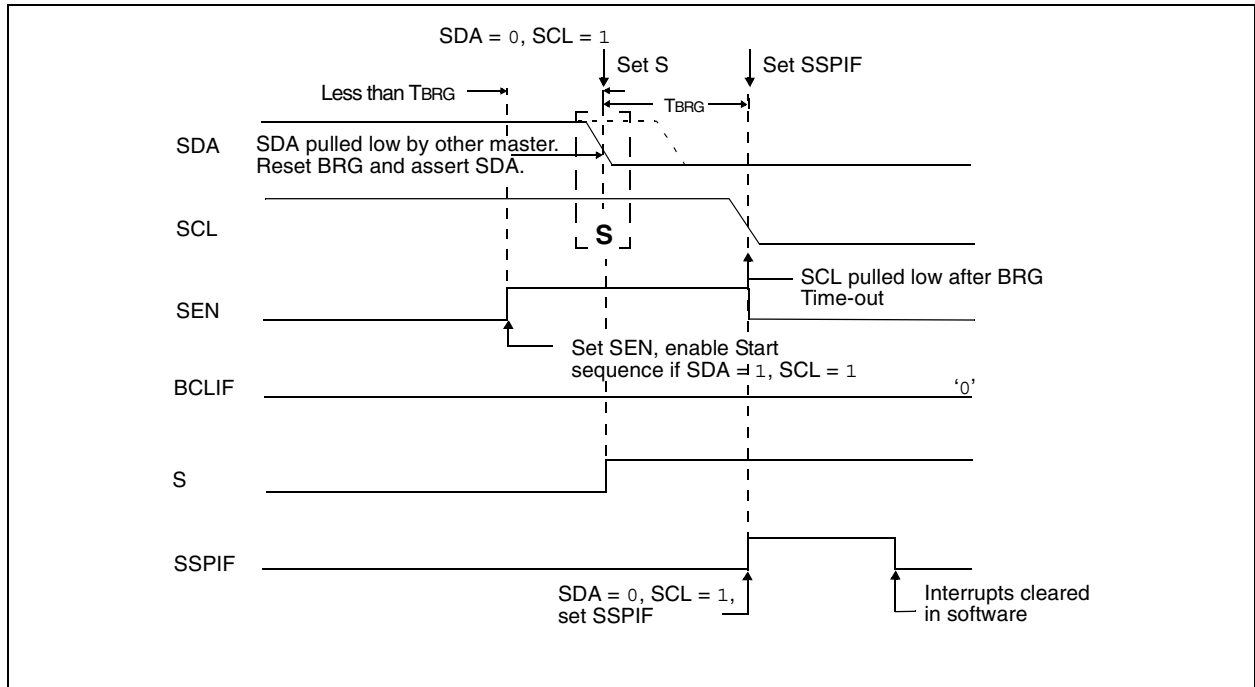 SDA = 0, SCL = 1
Set S
Set SSPIF
Less than TBRG
TBRG
SDA
SDA pulled low by other master.
Reset BRG and assert SDA.
SCL
S
SCL pulled low after BRG
Time-out
SEN
Set SEN, enable Start
sequence if SDA = 1, SCL = 1
BCLIF
‘0’
S
SSPIF
SDA = 0, SCL = 1,
set SSPIF
Interrupts cleared
in software